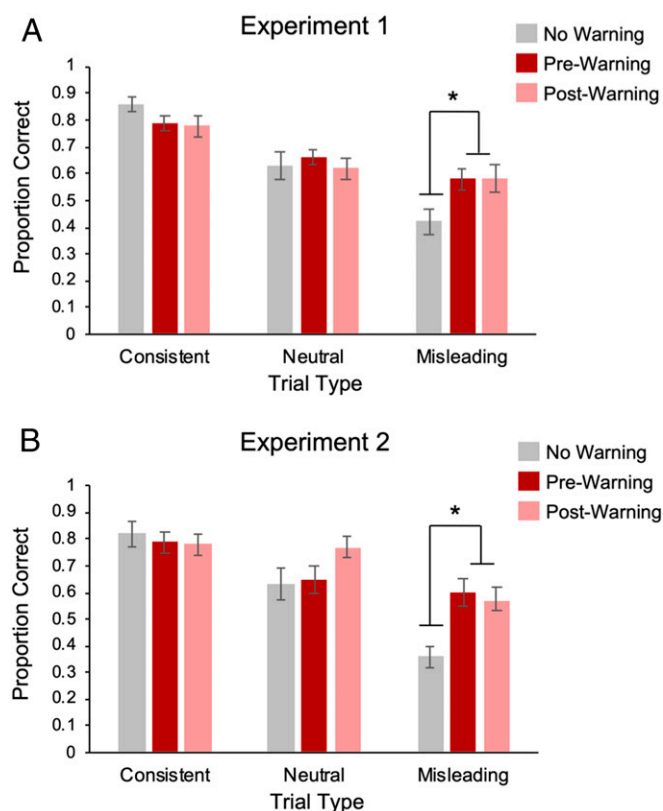 A
Experiment 1
No Warning
Pre-Warning
Post-Warning
Proportion Correct
1
0.9
0.8
0.7
0.6
0.5
0.4
0.3
0.2
0.1
0
*
Consistent
Neutral
Misleading
Trial Type
B
Experiment 2
No Warning
Pre-Warning
Post-Warning
Proportion Correct
1
0.9
0.8
0.7
0.6
0.5
0.4
0.3
0.2
0.1
0
*
Consistent
Neutral
Misleading
Trial Type